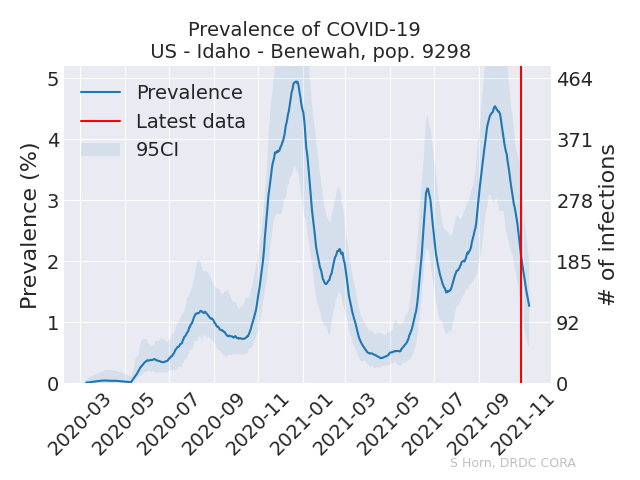 Prevalence of COVID-19
US - Idaho - Benewah, pop. 9298
Prevalence
Latest data
95CI
Prevalence (%)
5
4
3
2
1
0
# of infections
464
371
278
185
92
0
2020-03
2020-05
2020-07
2020-09
2020-11
2021-01
2021-03
2021-05
2021-07
2021-09
2021-11
S Horn, DRDC CORA